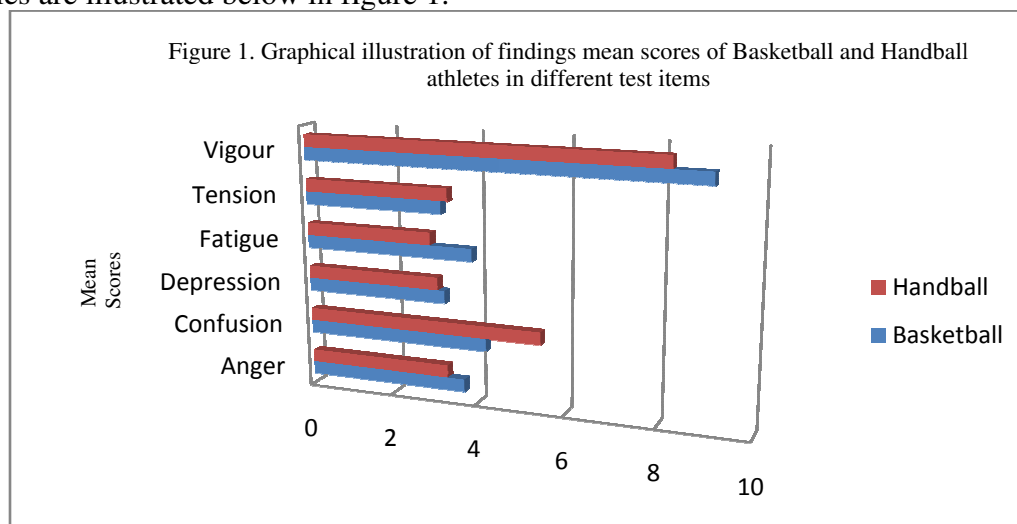 are illustrated below in figure 1.
Figure 1. Graphical illustration of findings mean scores of Basketball and Handball
athletes in different test items
Vigour
Tension
Fatigue
Depression
Confusion
Anger
Mean
Scores
Handball
Basketball
0
2
4
6
8
10